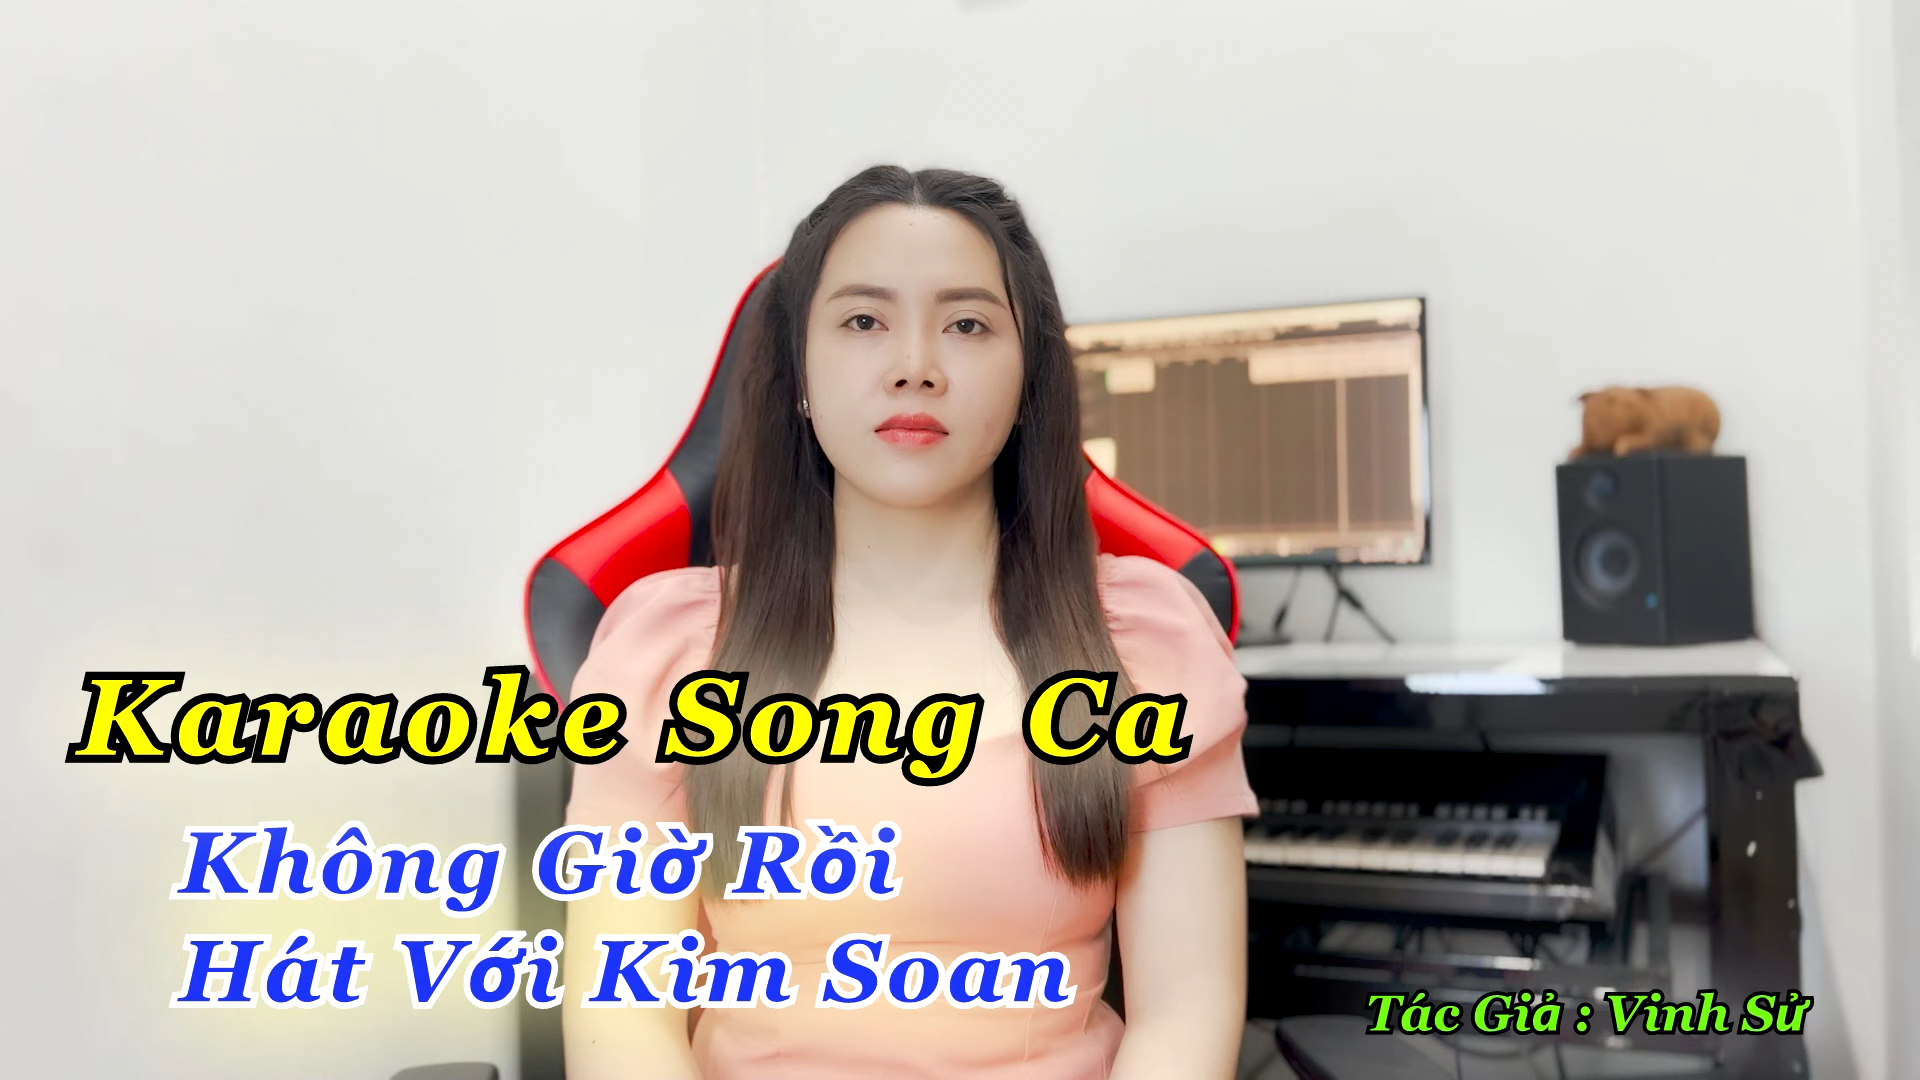 Karaoke Song Ca
Không Giờ Rồi
Hát Với Kim Soan
Tác Giả : Vinh Sử